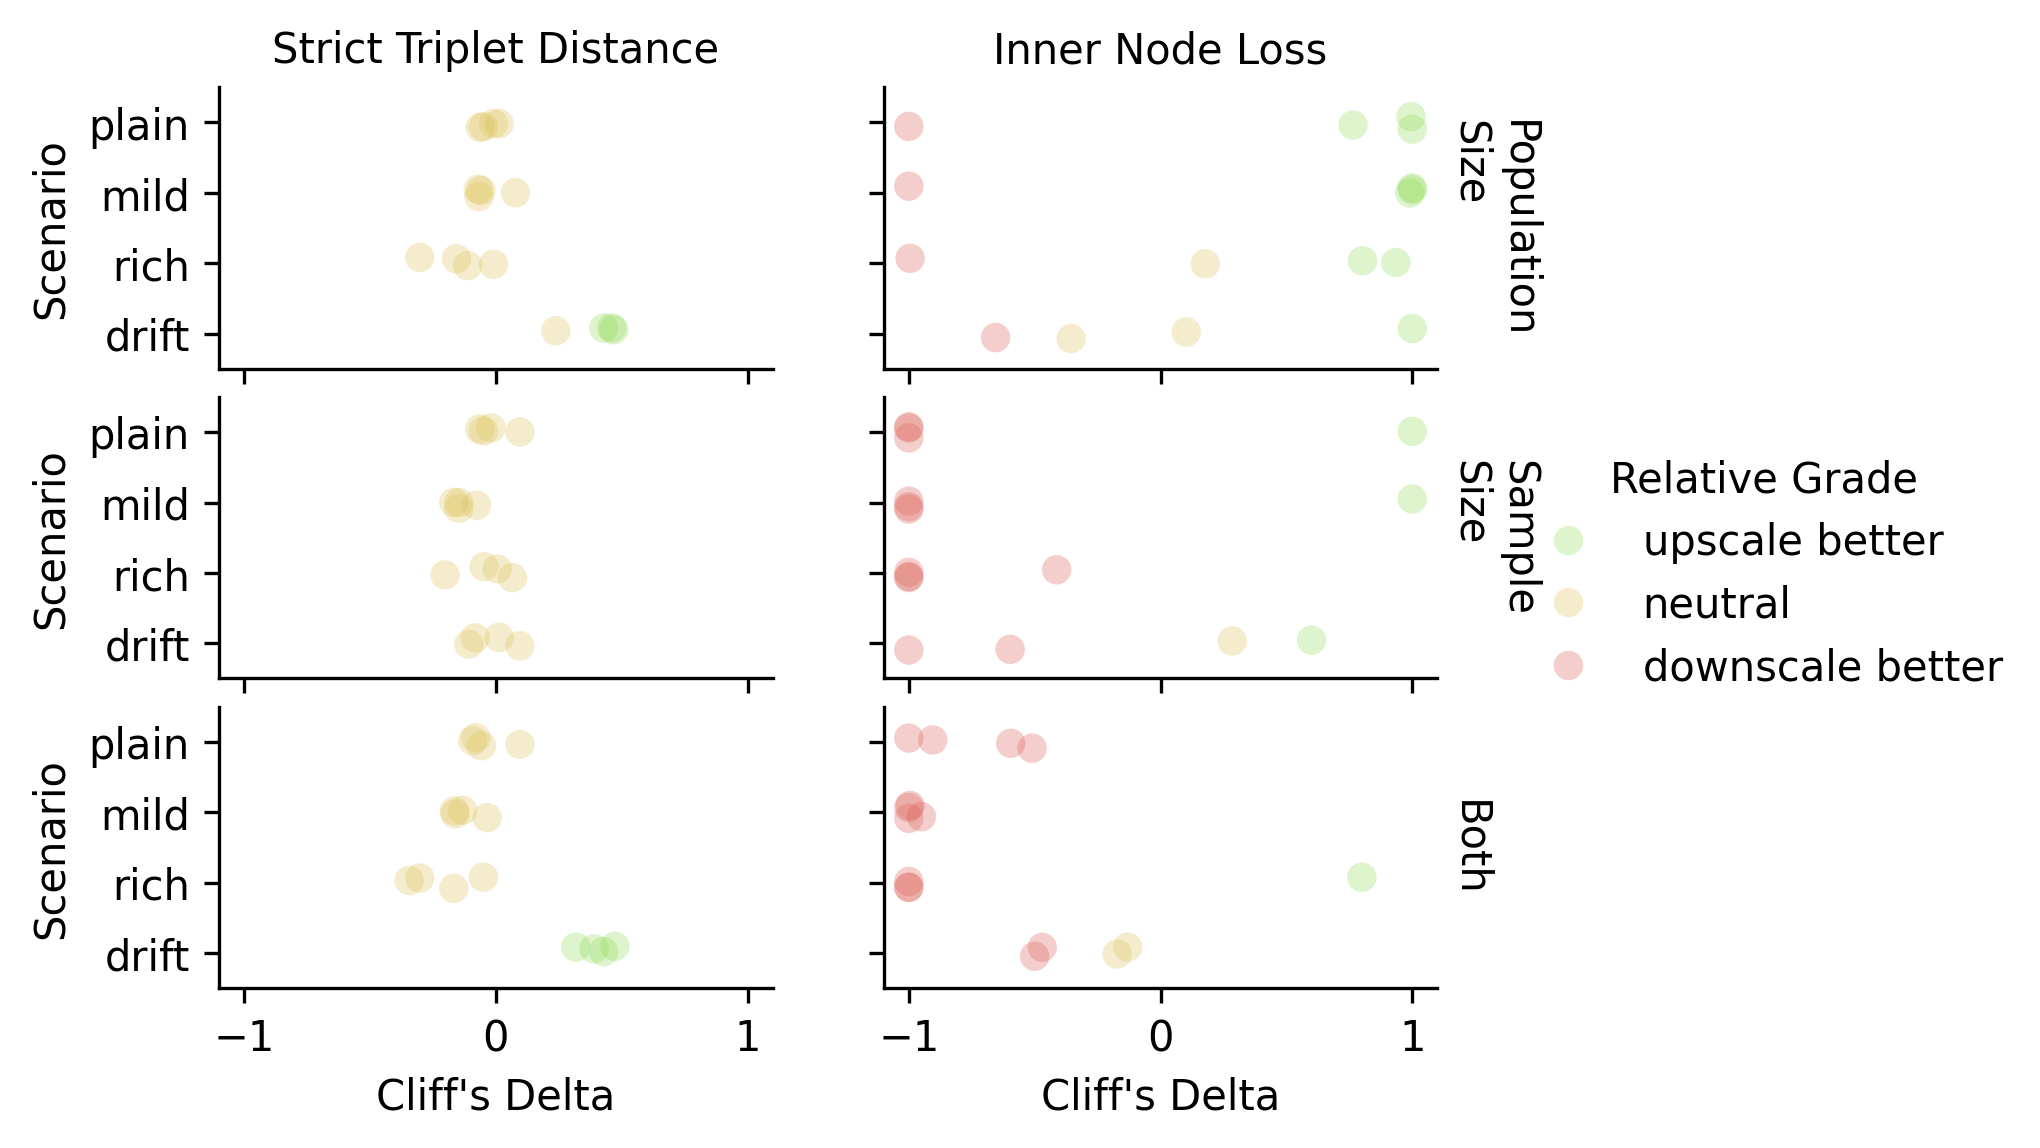 Strict Triplet Distance
Inner Node Loss
Scenario
plain
mild
rich
drift
Population
Size
Scenario
plain
mild
rich
drift
Sample
Size
Scenario
plain
mild
rich
drift
Both
−1
0
1
−1
0
1
Cliff's Delta
Cliff's Delta
Relative Grade
upscale better
neutral
downscale better